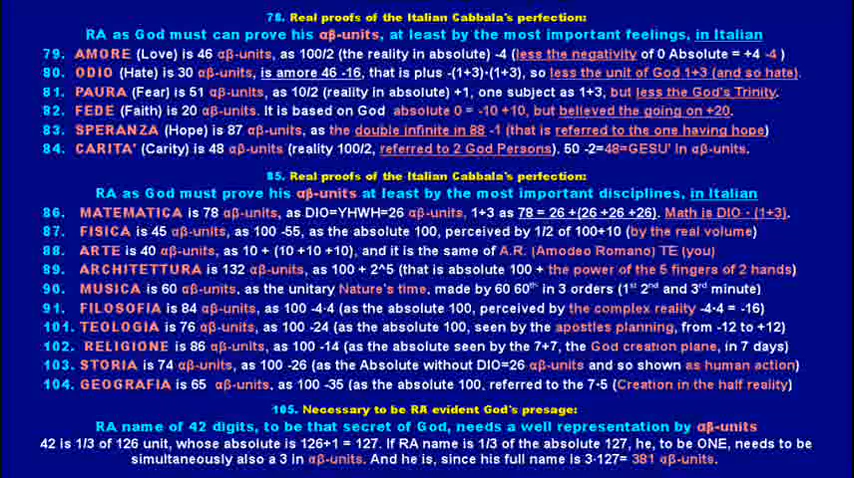 78. Real proofs of the Italian Cabbala's perfection:
RA as God must can prove his αβ-units, at least by the most important feelings, in Italian
79. AMORE (Love) is 46 αβ-units, as 100/2 (the reality in absolute) -4 (less the negativity of 0 Absolute = +4 -4 )
80. ODIO (Hate) is 30 αβ-units, is amore 46 -16, that is plus -(1+3)·(1+3), so less the unit of God 1+3 (and so hate).
81. PAURA (Fear) is 51 αβ-units, as 10/2 (reality in absolute) +1, one subject as 1+3, but less the God's Trinity.
82. FEDE (Faith) is 20 αβ-units. It is based on God absolute 0 = -10 +10, but believed the going on +20.
83. SPERANZA (Hope) is 87 αβ-units, as the double infinite in 88 -1 (that is referred to the one having hope)
84. CARITA' (Carity) is 48 αβ-units (reality 100/2, referred to 2 God Persons). 50 -2=48=GESU' In αβ-units.
85. Real proofs of the Italian Cabbala's perfection:
RA as God must prove his αβ-units at least by the most important disciplines, in Italian
86. MATEMATICA is 78 αβ-units, as DIO=YHWH=26 αβ-units, 1+3 as 78 = 26 +(26 +26 +26). Math is DIO · (1+3).
87. FISICA is 45 αβ-units, as 100 -55, as the absolute 100, perceived by 1/2 of 100+10 (by the real volume)
88. ARTE is 40 αβ-units, as 10 + (10 +10 +10), and it is the same of A.R. (Amodeo Romano) TE (you)
89. ARCHITETTURA is 132 αβ-units, as 100 + 2^5 (that is absolute 100 + the power of the 5 fingers of 2 hands)
90. MUSICA is 60 αβ-units, as the unitary Nature's time, made by 60 60th in 3 orders (1st 2nd and 3rd minute)
91. FILOSOFIA is 84 αβ-units, as 100 -4·4 (as the absolute 100, perceived by the complex reality -4·4 = -16)
101. TEOLOGIA is 76 αβ-units, as 100 -24 (as the absolute 100, seen by the apostles planning, from -12 to +12)
102. RELIGIONE is 86 αβ-units, as 100 -14 (as the absolute seen by the 7+7, the God creation plane, in 7 days)
103. STORIA is 74 αβ-units, as 100 -26 (as the Absolute without DIO=26 αβ-units and so shown as human action)
104. GEOGRAFIA is 65 αβ-units, as 100 -35 (as the absolute 100, referred to the 7·5 (Creation in the half reality)
105. Necessary to be RA evident God's presage:
RA name of 42 digits, to be that secret of God, needs a well representation by αβ-units
42 is 1/3 of 126 unit, whose absolute is 126+1 = 127. If RA name is 1/3 of the absolute 127, he, to be ONE, needs to be
simultaneously also a 3 in αβ-units. And he is, since his full name is 3·127= 381 αβ-units.